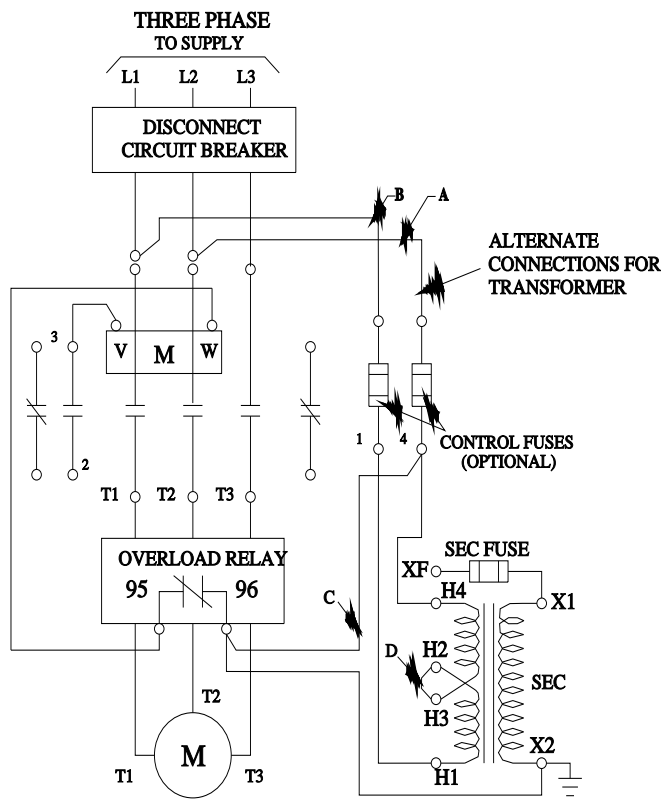 THREE PHASE
TO SUPPLY
L1 L2 L3
DISCONNECT
CIRCUIT BREAKER
B A
ALTERNATE
CONNECTIONS FOR
TRANSFORMER
3
V M W
2
1 4
CONTROL FUSES
(OPTIONAL)
T1 T2 T3
OVERLOAD RELAY
95 96
SEC FUSE
XF
H4 X1
C
D
H2
SEC
H3
T2
M
X2
T1 T3
H1